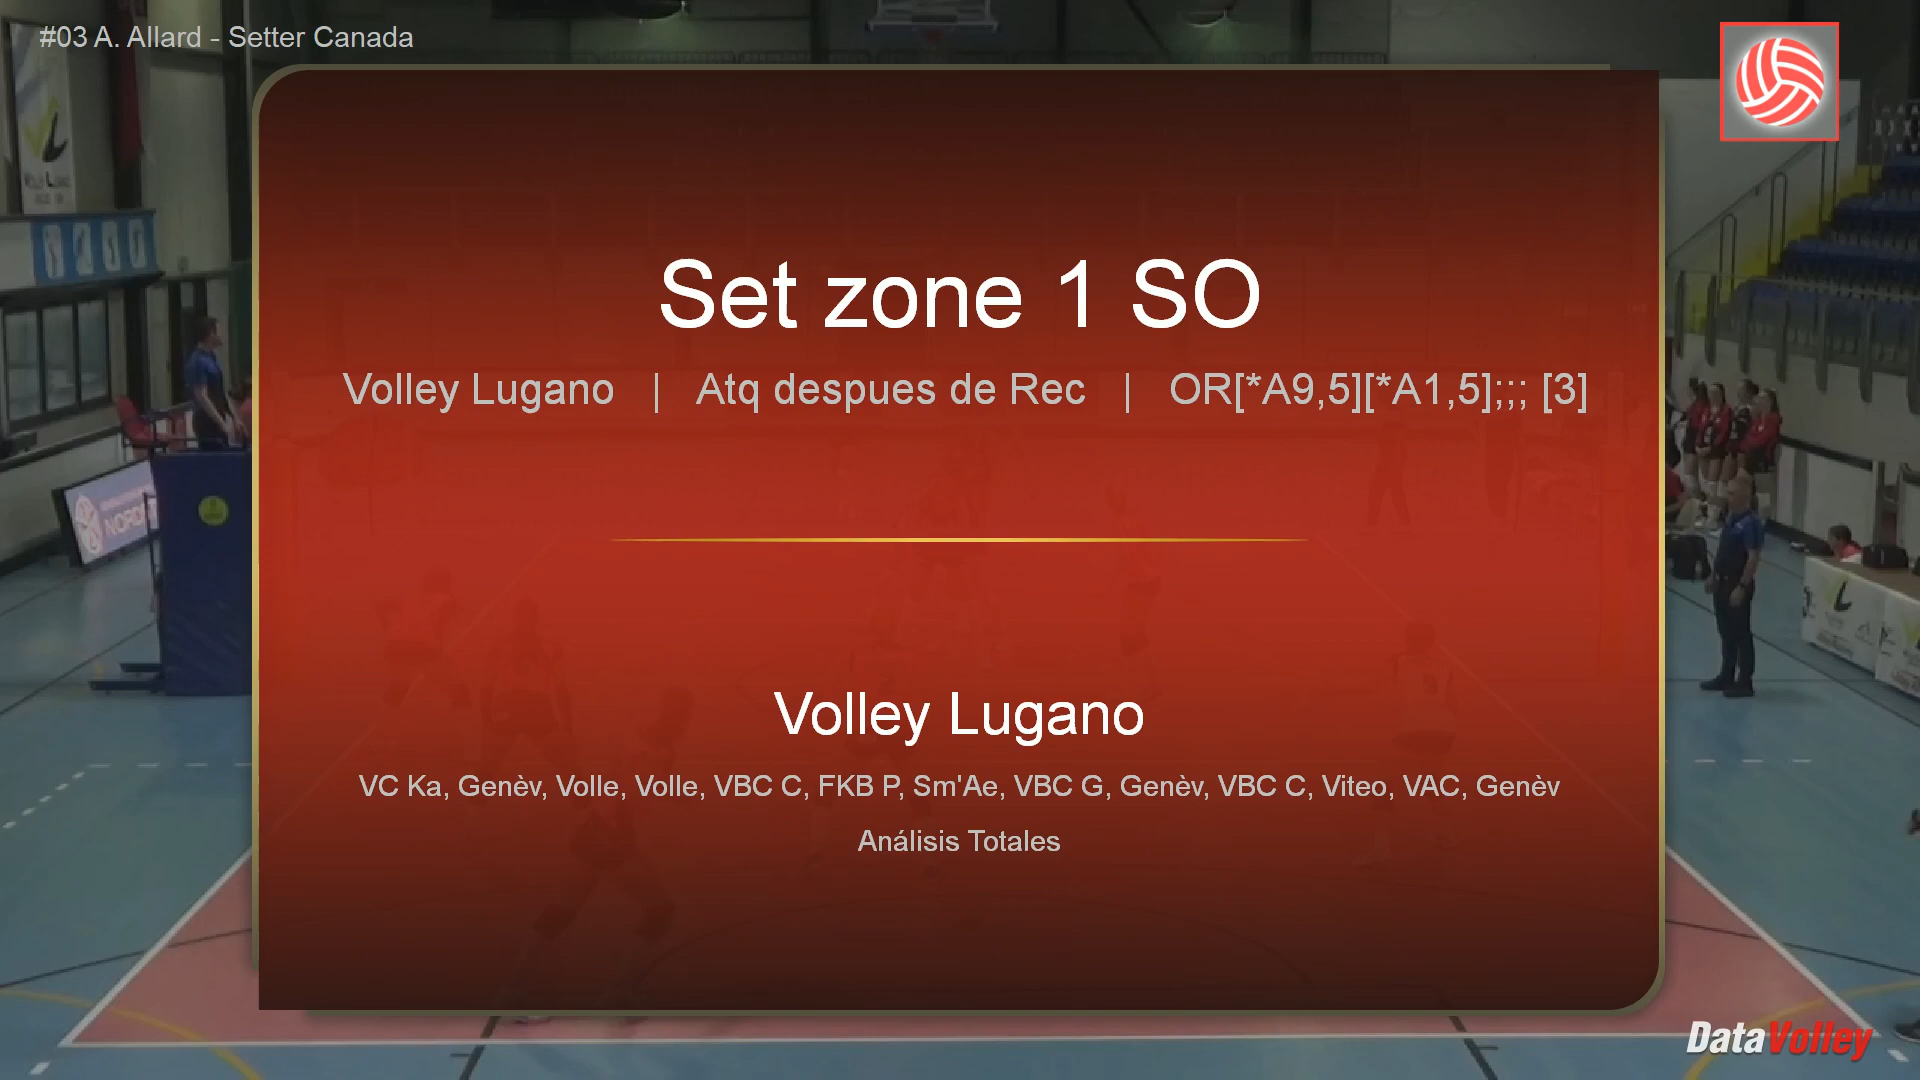 #03 A. Allard - Setter Canada
Set zone 1 SO
Volley Lugano | Atq despues de Rec | OR[*A9,5][*A1,5];;; [3]
Volley Lugano
VC Ka, Genèv, Volle, Volle, VBC C, FKB P, Sm'Ae, VBC G, Genèv, VBC C, Viteo, VAC, Genèv
Análisis Totales
DataVolley